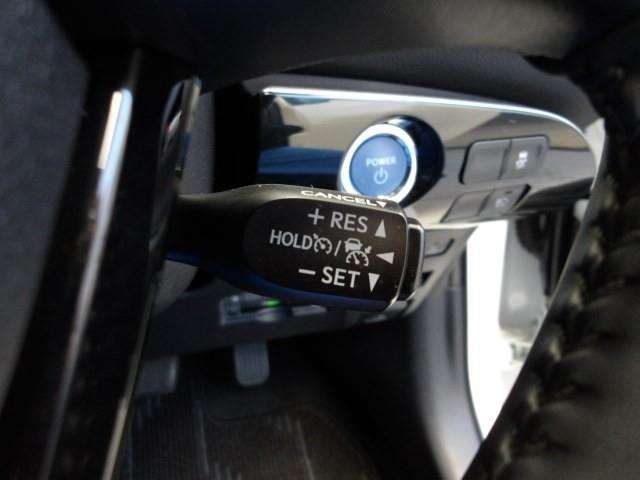 POWER
CANCEL▼
+ RES ▲
HOLD / ◀
− SET ▼